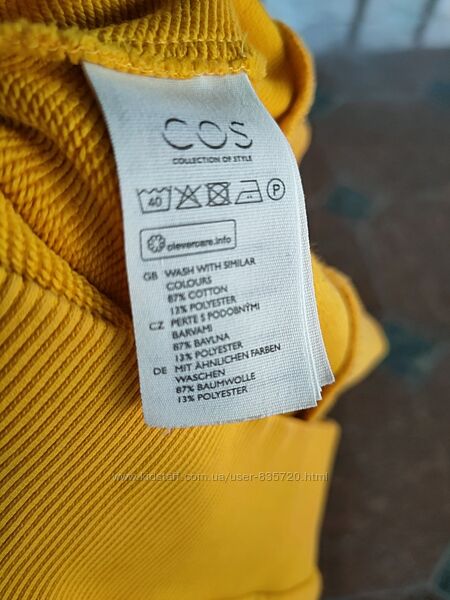 COS
COLLECTION OF STYLE
40
P
clevercare.info
GB WASH WITH SIMILAR
COLOURS
87% COTTON
13% POLYESTER
CZ PERTE S PODOBNÝMI
BARVAMI
87% BAVLNA
13% POLYESTER
DE MIT ÄHNLICHEN FARBEN
WASCHEN
87% BAUMWOLLE
13% POLYESTER
www.kidstaff.com.ua/user-835720.html